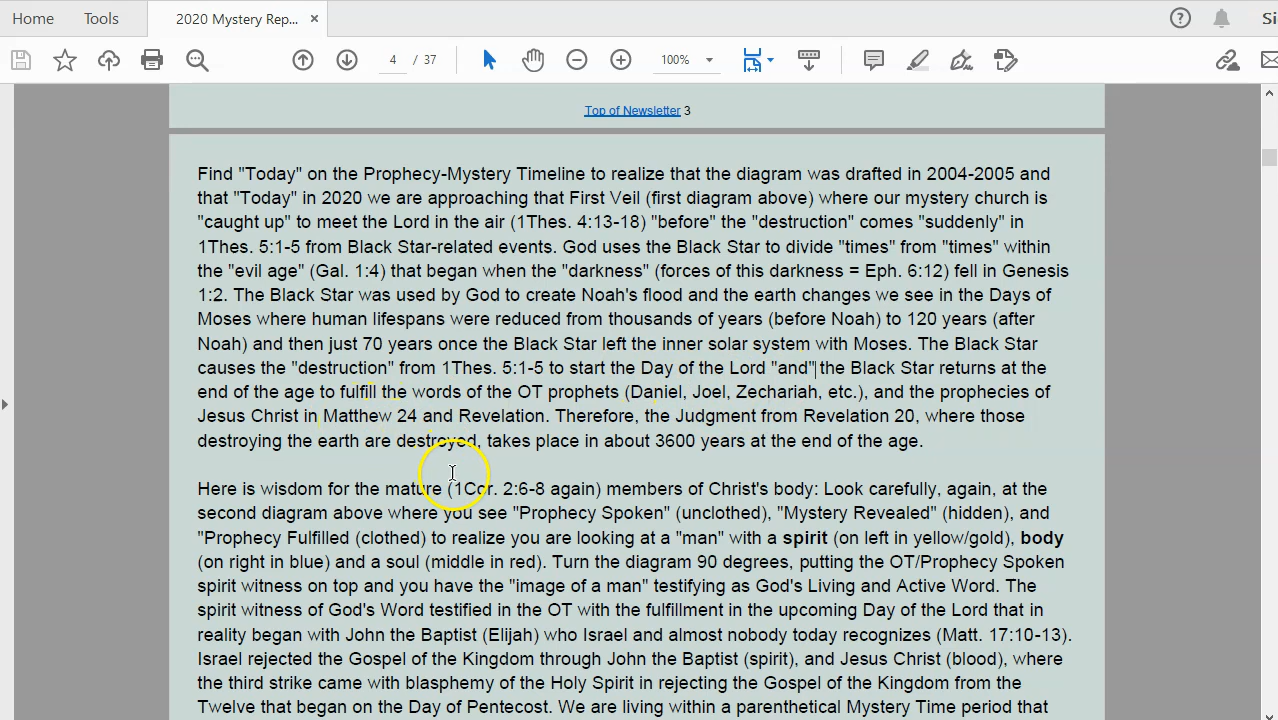 Home Tools 2020 Mystery Rep... × ? Si
4 / 37 100%
Top of Newsletter 3
Find "Today" on the Prophecy-Mystery Timeline to realize that the diagram was drafted in 2004-2005 and
that "Today" in 2020 we are approaching that First Veil (first diagram above) where our mystery church is
"caught up" to meet the Lord in the air (1Thes. 4:13-18) "before" the "destruction" comes "suddenly" in
1Thes. 5:1-5 from Black Star-related events. God uses the Black Star to divide "times" from "times" within
the "evil age" (Gal. 1:4) that began when the "darkness" (forces of this darkness = Eph. 6:12) fell in Genesis
1:2. The Black Star was used by God to create Noah's flood and the earth changes we see in the Days of
Moses where human lifespans were reduced from thousands of years (before Noah) to 120 years (after
Noah) and then just 70 years once the Black Star left the inner solar system with Moses. The Black Star
causes the "destruction" from 1Thes. 5:1-5 to start the Day of the Lord "and" the Black Star returns at the
end of the age to fulfill the words of the OT prophets (Daniel, Joel, Zechariah, etc.), and the prophecies of
Jesus Christ in Matthew 24 and Revelation. Therefore, the Judgment from Revelation 20, where those
destroying the earth are destroyed, takes place in about 3600 years at the end of the age.
Here is wisdom for the mature (1Cor. 2:6-8 again) members of Christ's body: Look carefully, again, at the
second diagram above where you see "Prophecy Spoken" (unclothed), "Mystery Revealed" (hidden), and
"Prophecy Fulfilled (clothed) to realize you are looking at a "man" with a spirit (on left in yellow/gold), body
(on right in blue) and a soul (middle in red). Turn the diagram 90 degrees, putting the OT/Prophecy Spoken
spirit witness on top and you have the "image of a man" testifying as God's Living and Active Word. The
spirit witness of God's Word testified in the OT with the fulfillment in the upcoming Day of the Lord that in
reality began with John the Baptist (Elijah) who Israel and almost nobody today recognizes (Matt. 17:10-13).
Israel rejected the Gospel of the Kingdom through John the Baptist (spirit), and Jesus Christ (blood), where
the third strike came with blasphemy of the Holy Spirit in rejecting the Gospel of the Kingdom from the
Twelve that began on the Day of Pentecost. We are living within a parenthetical Mystery Time period that